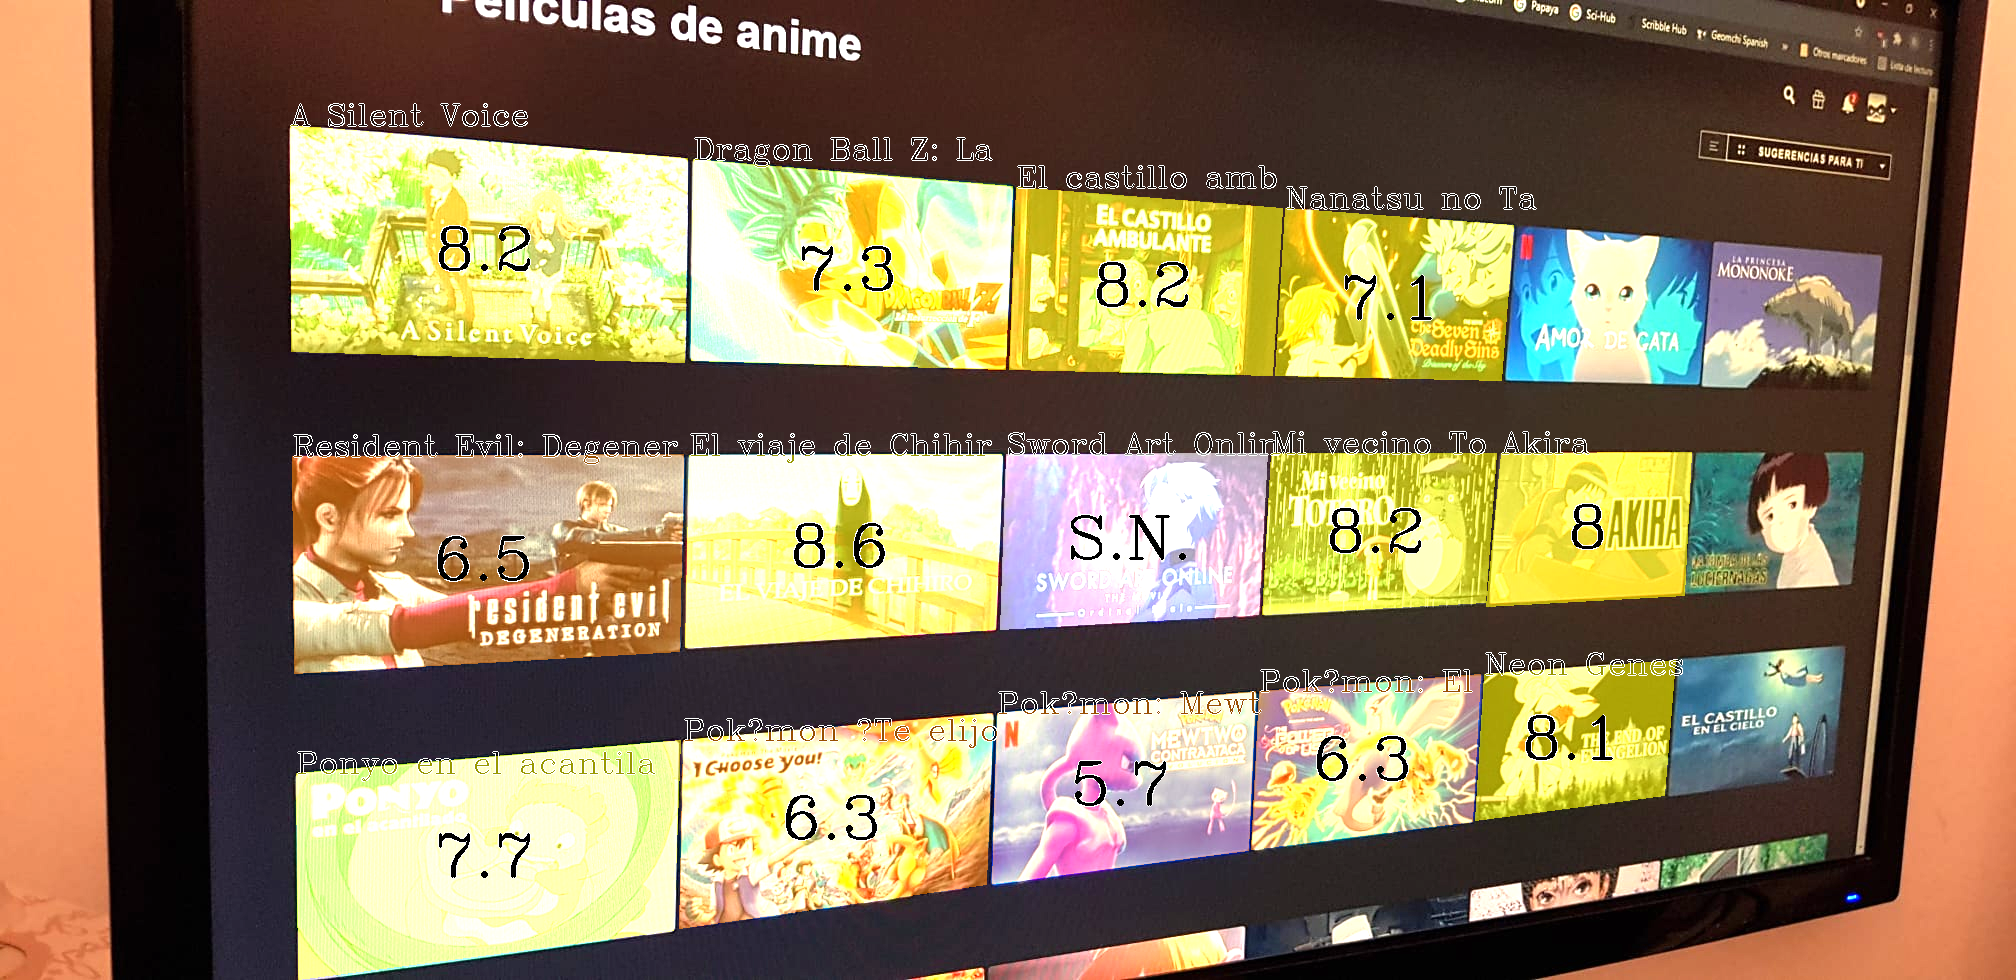 Películas de anime
Papaya
Sci-Hub
Scribble Hub
Geomchi Spanish
»
Otros marcadores
Lista de lectura
SUGERENCIAS PARA TI
A Silent Voice
Dragon Ball Z: La
El castillo amb
Nanatsu no Ta
8.2
7.3
8.2
7.1
A Silent Voice
DRAGON BALL Z
EL CASTILLO
AMBULANTE
The Seven
Deadly Sins
Prisoners of the Sky
N
AMOR DE GATA
LA PRINCESA
MONONOKE
Resident Evil: Degener
El viaje de Chihir
Sword Art Onlin
Mi vecino To
Akira
6.5
8.6
S.N.
8.2
8
resident evil
DEGENERATION
EL VIAJE DE CHIHIRO
SWORD ART ONLINE
THE MOVIE
Ordinal Scale
Mi vecino
TOTORO
AKIRA
LA TUMBA DE LAS
LUCIÉRNAGAS
Ponyo en el acantila
Pok?mon ?Te elijo
Pok?mon: Mewt
Pok?mon: El
Neon Genes
7.7
6.3
5.7
6.3
8.1
PONYO
en el acantilado
I CHOOSE YOU!
N
MEWTWO
CONTRAATACA
THE END OF
EVANGELION
EL CASTILLO
EN EL CIELO